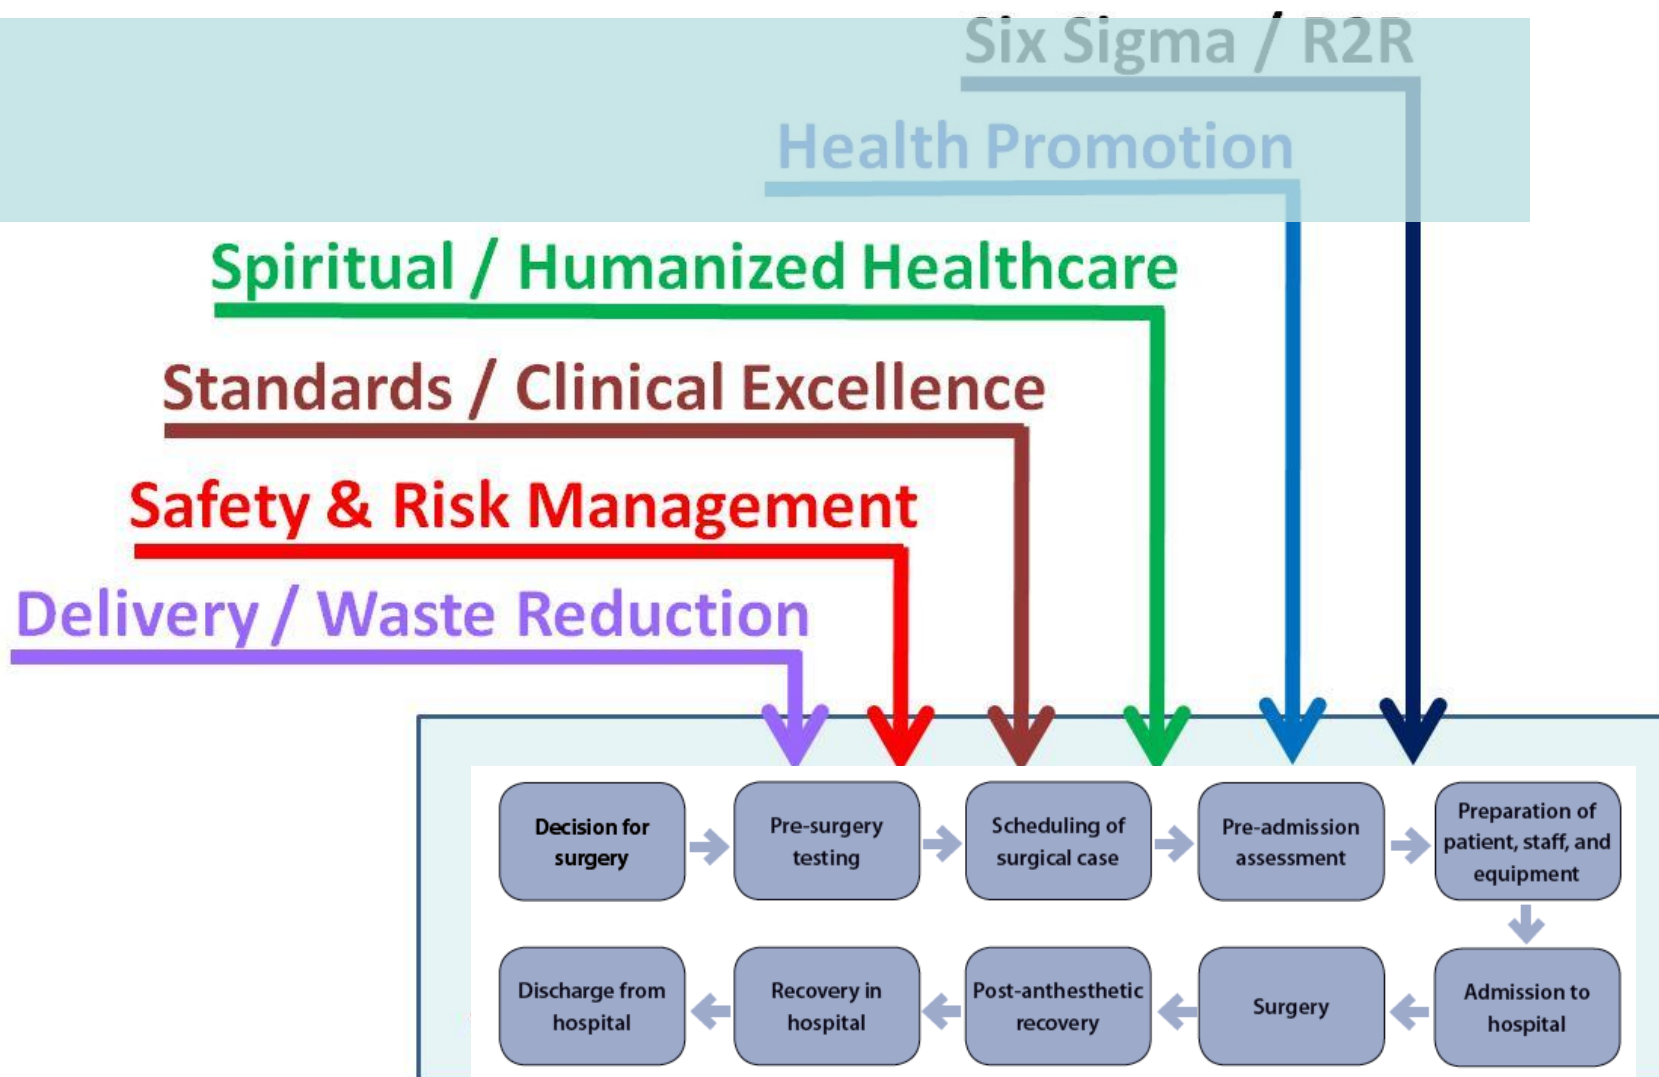 Six Sigma / R2R
Health Promotion
Spiritual / Humanized Healthcare
Standards / Clinical Excellence
Safety & Risk Management
Delivery / Waste Reduction
Decision for
surgery
Pre-surgery
testing
Scheduling of
surgical case
Pre-admission
assessment
Preparation of
patient, staff, and
equipment
Admission to
hospital
Surgery
Post-anthesthetic
recovery
Recovery in
hospital
Discharge from
hospital